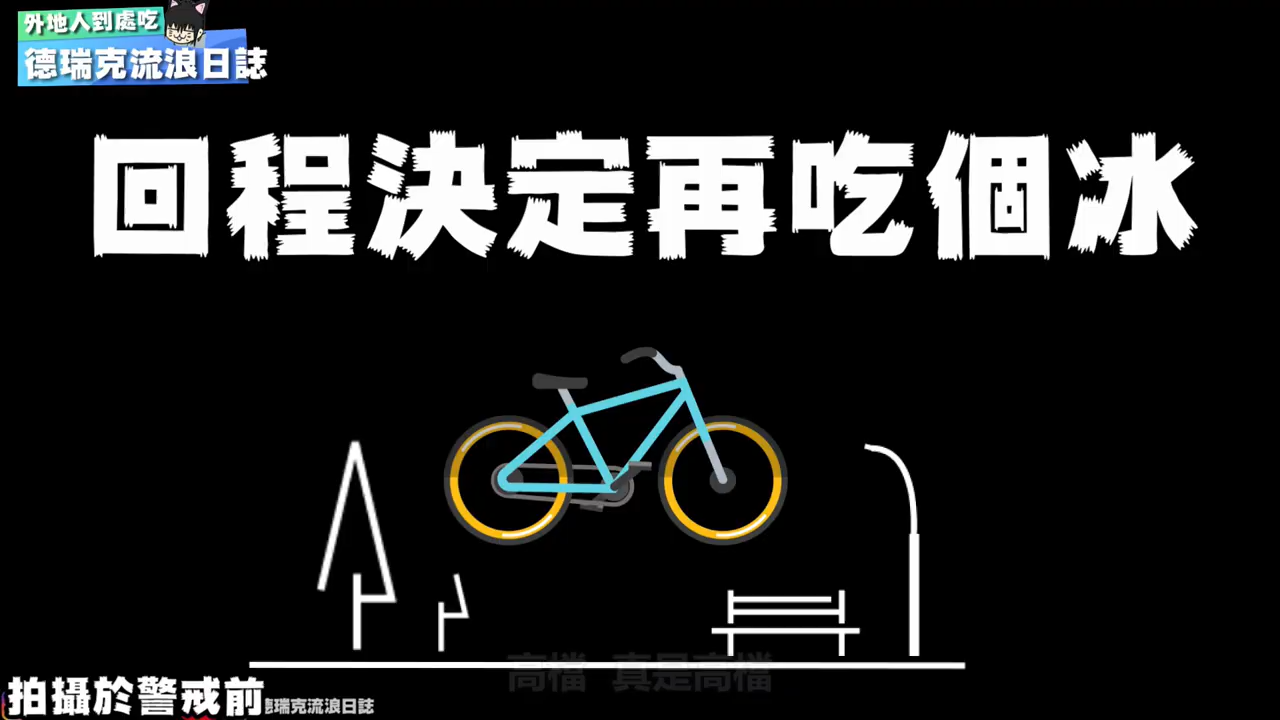 外地人到處吃
德瑞克流浪日誌
回程決定再吃個冰
高檔 真是高檔
拍攝於警戒前
德瑞克流浪日誌